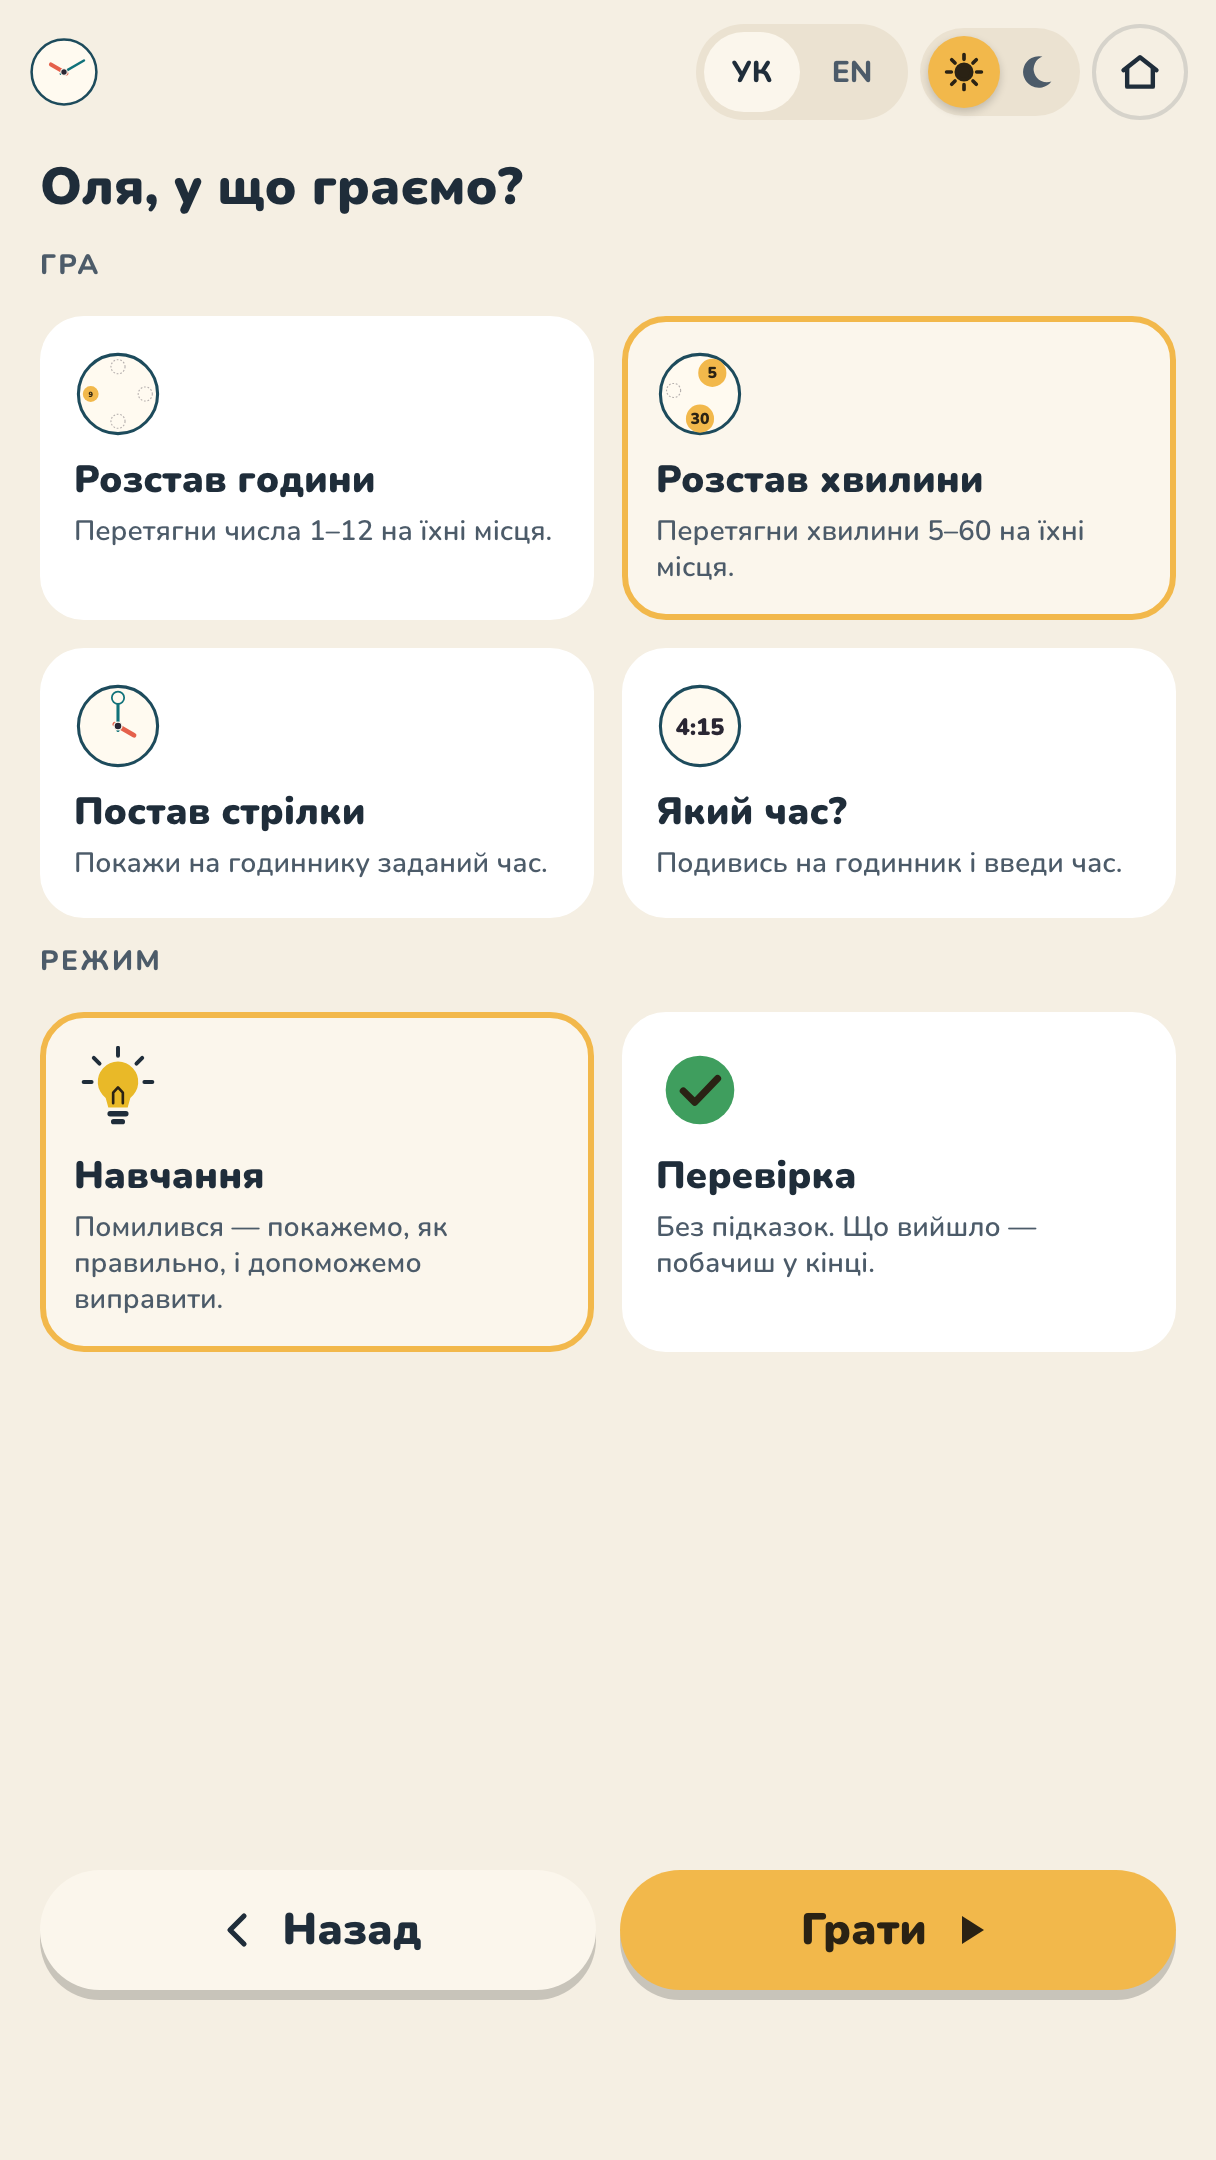 УК EN
Оля, у що граємо?
ГРА
9
Розстав години
Перетягни числа 1–12 на їхні місця.
5
30
Розстав хвилини
Перетягни хвилини 5–60 на їхні
місця.
Постав стрілки
Покажи на годиннику заданий час.
4:15
Який час?
Подивись на годинник і введи час.
РЕЖИМ
Навчання
Помилився — покажемо, як
правильно, і допоможемо
виправити.
Перевірка
Без підказок. Що вийшло —
побачиш у кінці.
Назад
Грати